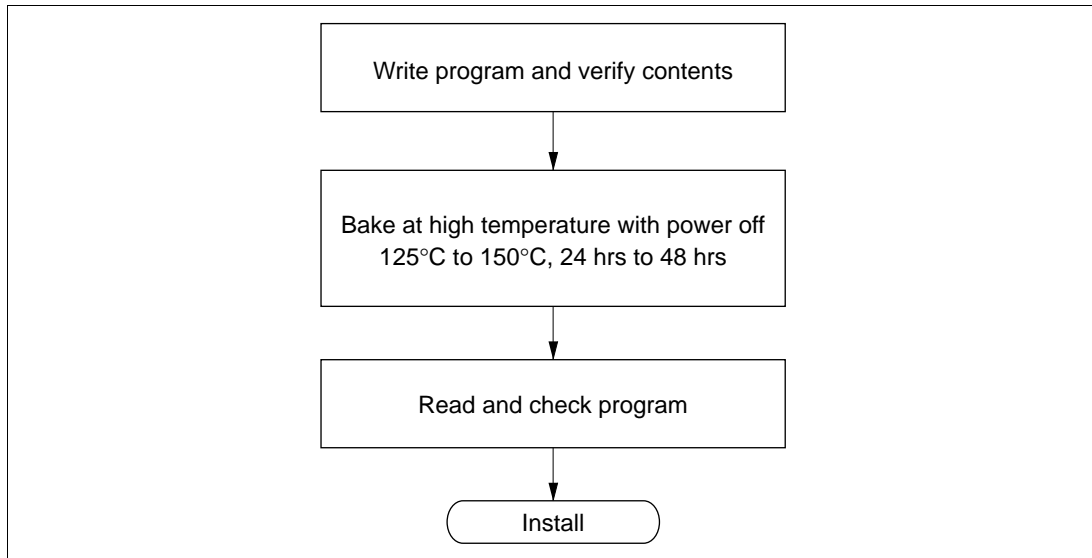 Write program and verify contents
Bake at high temperature with power off
125°C to 150°C, 24 hrs to 48 hrs
Read and check program
Install